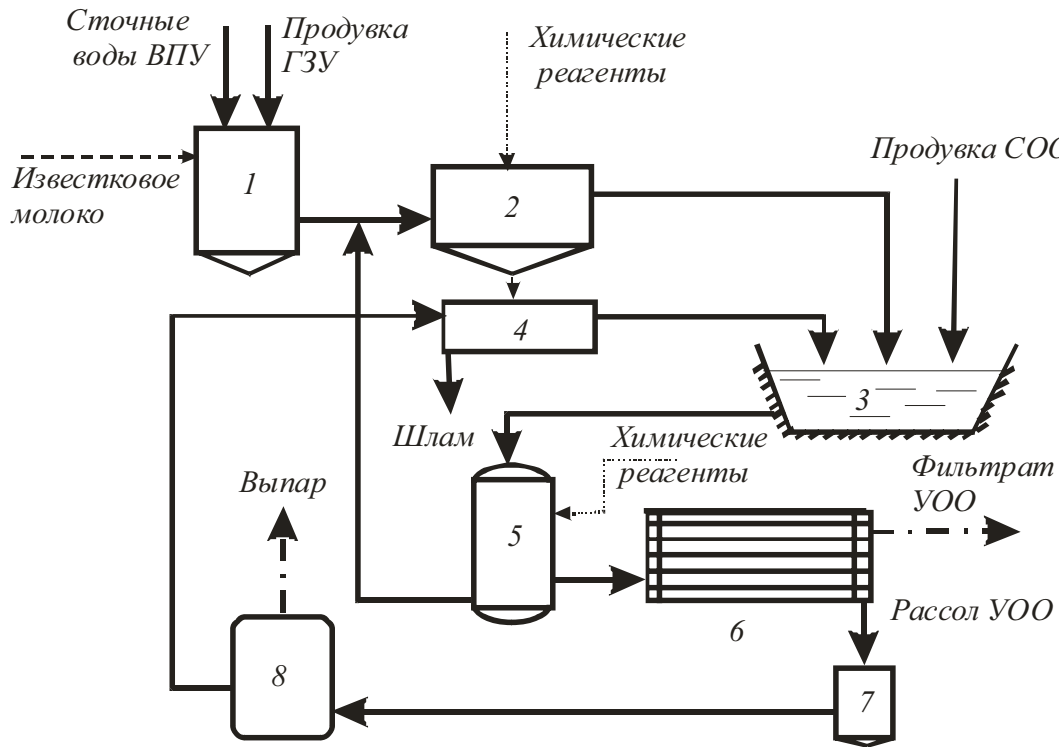 Сточные
воды ВПУ
Продувка
ГЗУ
Химические
реагенты
Продувка СОО
Известковое
молоко
1
2
4
3
Шлам
Химические
реагенты
Фильтрат
УОО
Выпар
5
6
Рассол УОО
8
7